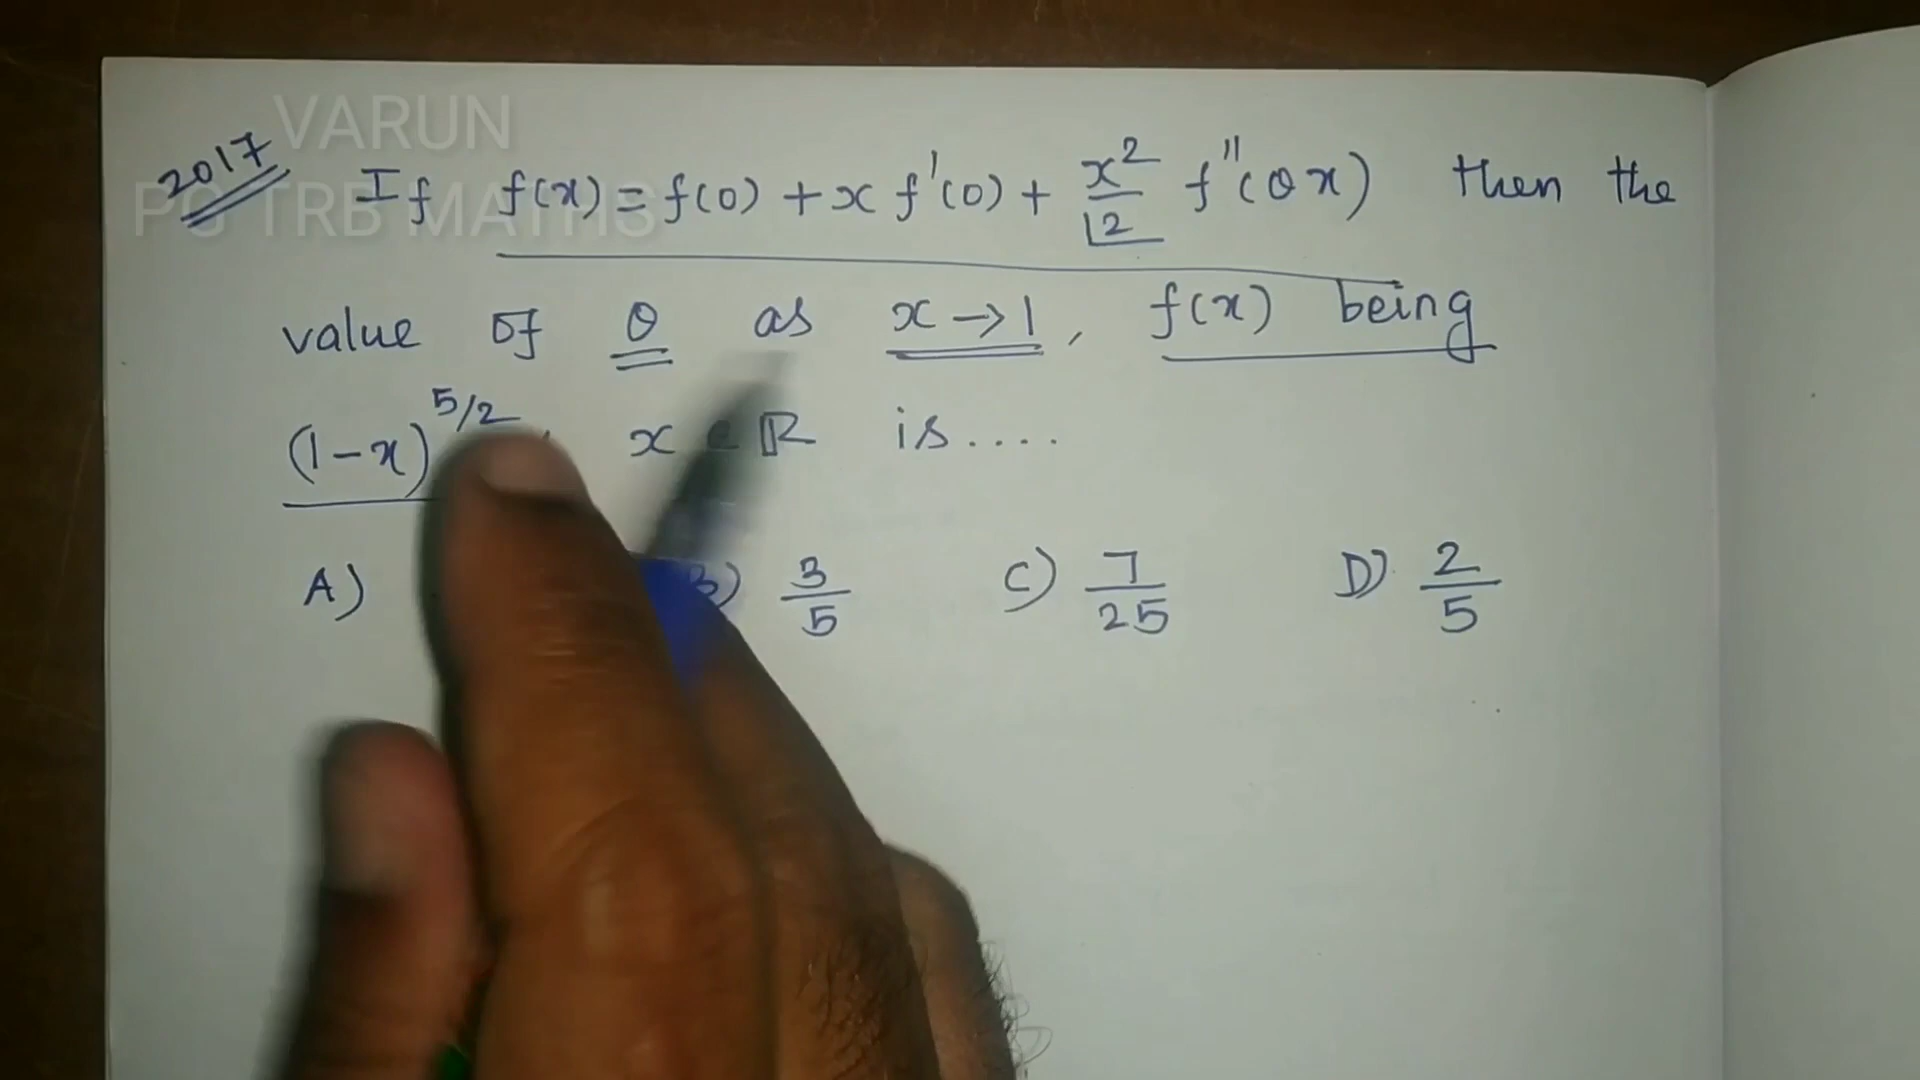 VARUN
PG TRB MATHS
2017 If f(x) = f(0) + x f'(0) + x²/⌊2 f''(θx) then the
value of θ as x→1, f(x) being
(1-x)^5/2, x ∈ ℝ is....
A) B) 3/5 C) 7/25 D) 2/5